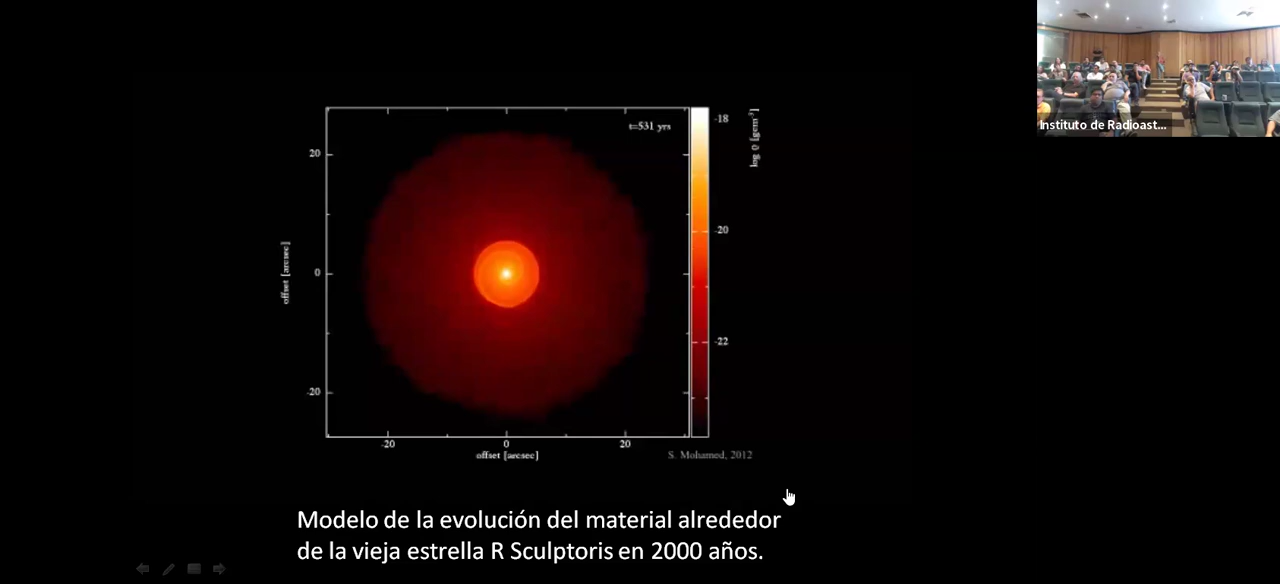 t=531 yrs
20
0
-20
offset [arcsec]
-20
0
20
offset [arcsec]
-18
-20
-22
log ρ [gcm⁻³]
S. Mohamed, 2012
Modelo de la evolución del material alrededor
de la vieja estrella R Sculptoris en 2000 años.
Instituto de Radioast...